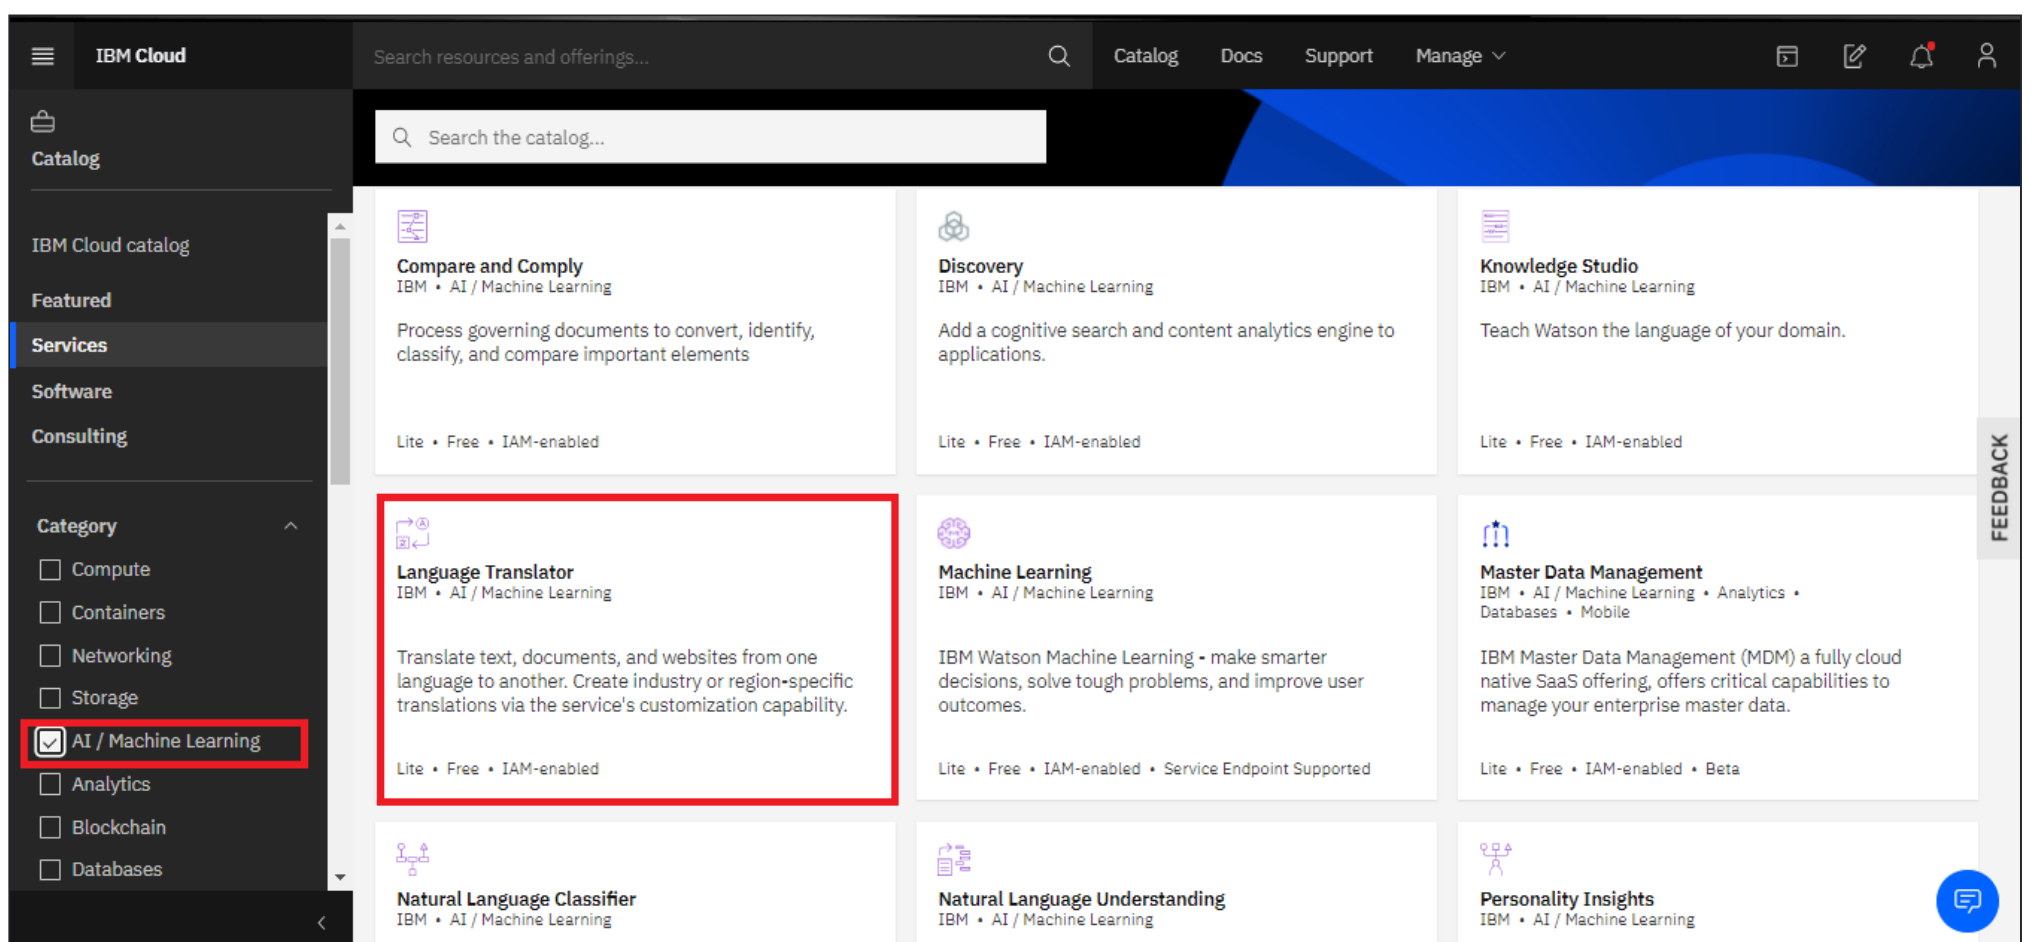 IBM Cloud
Search resources and offerings...
Catalog
Docs
Support
Manage
Catalog
IBM Cloud catalog
Featured
Services
Software
Consulting
Category
Compute
Containers
Networking
Storage
AI / Machine Learning
Analytics
Blockchain
Databases
Search the catalog...
Compare and Comply
IBM • AI / Machine Learning
Process governing documents to convert, identify,
classify, and compare important elements
Lite • Free • IAM-enabled
Discovery
IBM • AI / Machine Learning
Add a cognitive search and content analytics engine to
applications.
Lite • Free • IAM-enabled
Knowledge Studio
IBM • AI / Machine Learning
Teach Watson the language of your domain.
Lite • Free • IAM-enabled
Language Translator
IBM • AI / Machine Learning
Translate text, documents, and websites from one
language to another. Create industry or region-specific
translations via the service's customization capability.
Lite • Free • IAM-enabled
Machine Learning
IBM • AI / Machine Learning
IBM Watson Machine Learning - make smarter
decisions, solve tough problems, and improve user
outcomes.
Lite • Free • IAM-enabled • Service Endpoint Supported
Master Data Management
IBM • AI / Machine Learning • Analytics •
Databases • Mobile
IBM Master Data Management (MDM) a fully cloud
native SaaS offering, offers critical capabilities to
manage your enterprise master data.
Lite • Free • IAM-enabled • Beta
Natural Language Classifier
IBM • AI / Machine Learning
Natural Language Understanding
IBM • AI / Machine Learning
Personality Insights
IBM • AI / Machine Learning
FEEDBACK